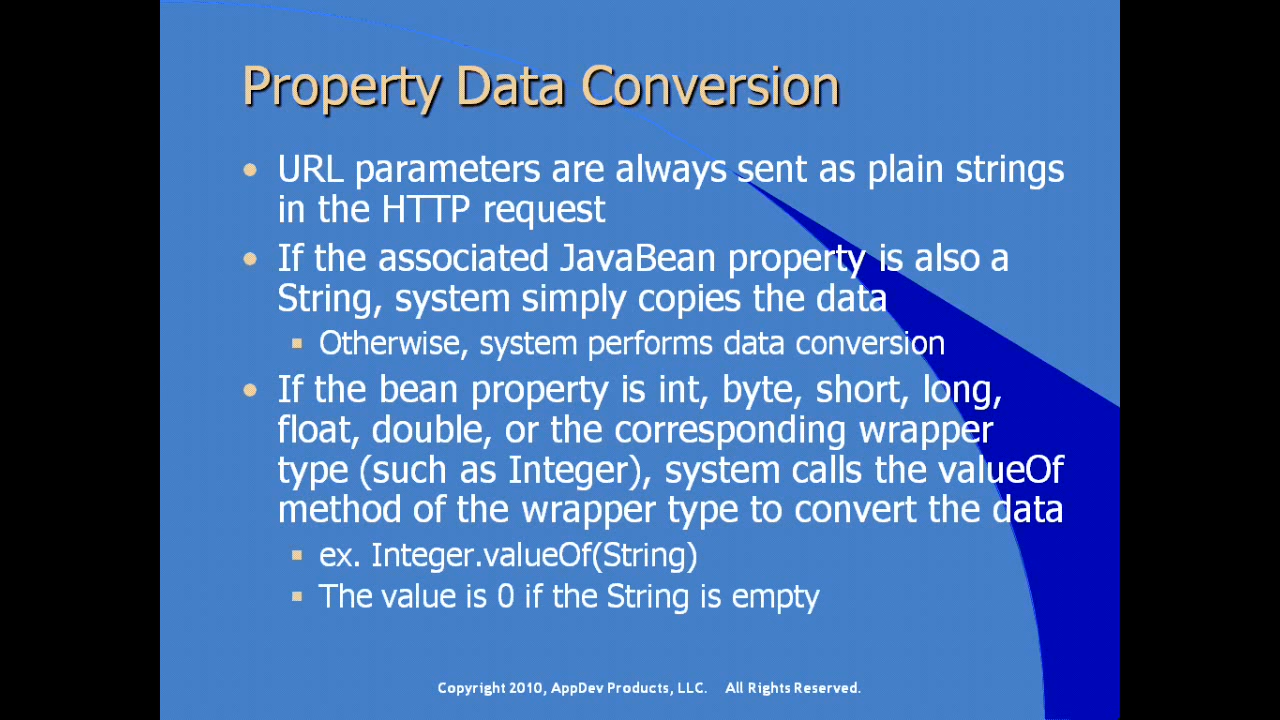 Property Data Conversion
• URL parameters are always sent as plain strings
in the HTTP request
• If the associated JavaBean property is also a
String, system simply copies the data
▪ Otherwise, system performs data conversion
• If the bean property is int, byte, short, long,
float, double, or the corresponding wrapper
type (such as Integer), system calls the valueOf
method of the wrapper type to convert the data
▪ ex. Integer.valueOf(String)
▪ The value is 0 if the String is empty
Copyright 2010, AppDev Products, LLC. All Rights Reserved.